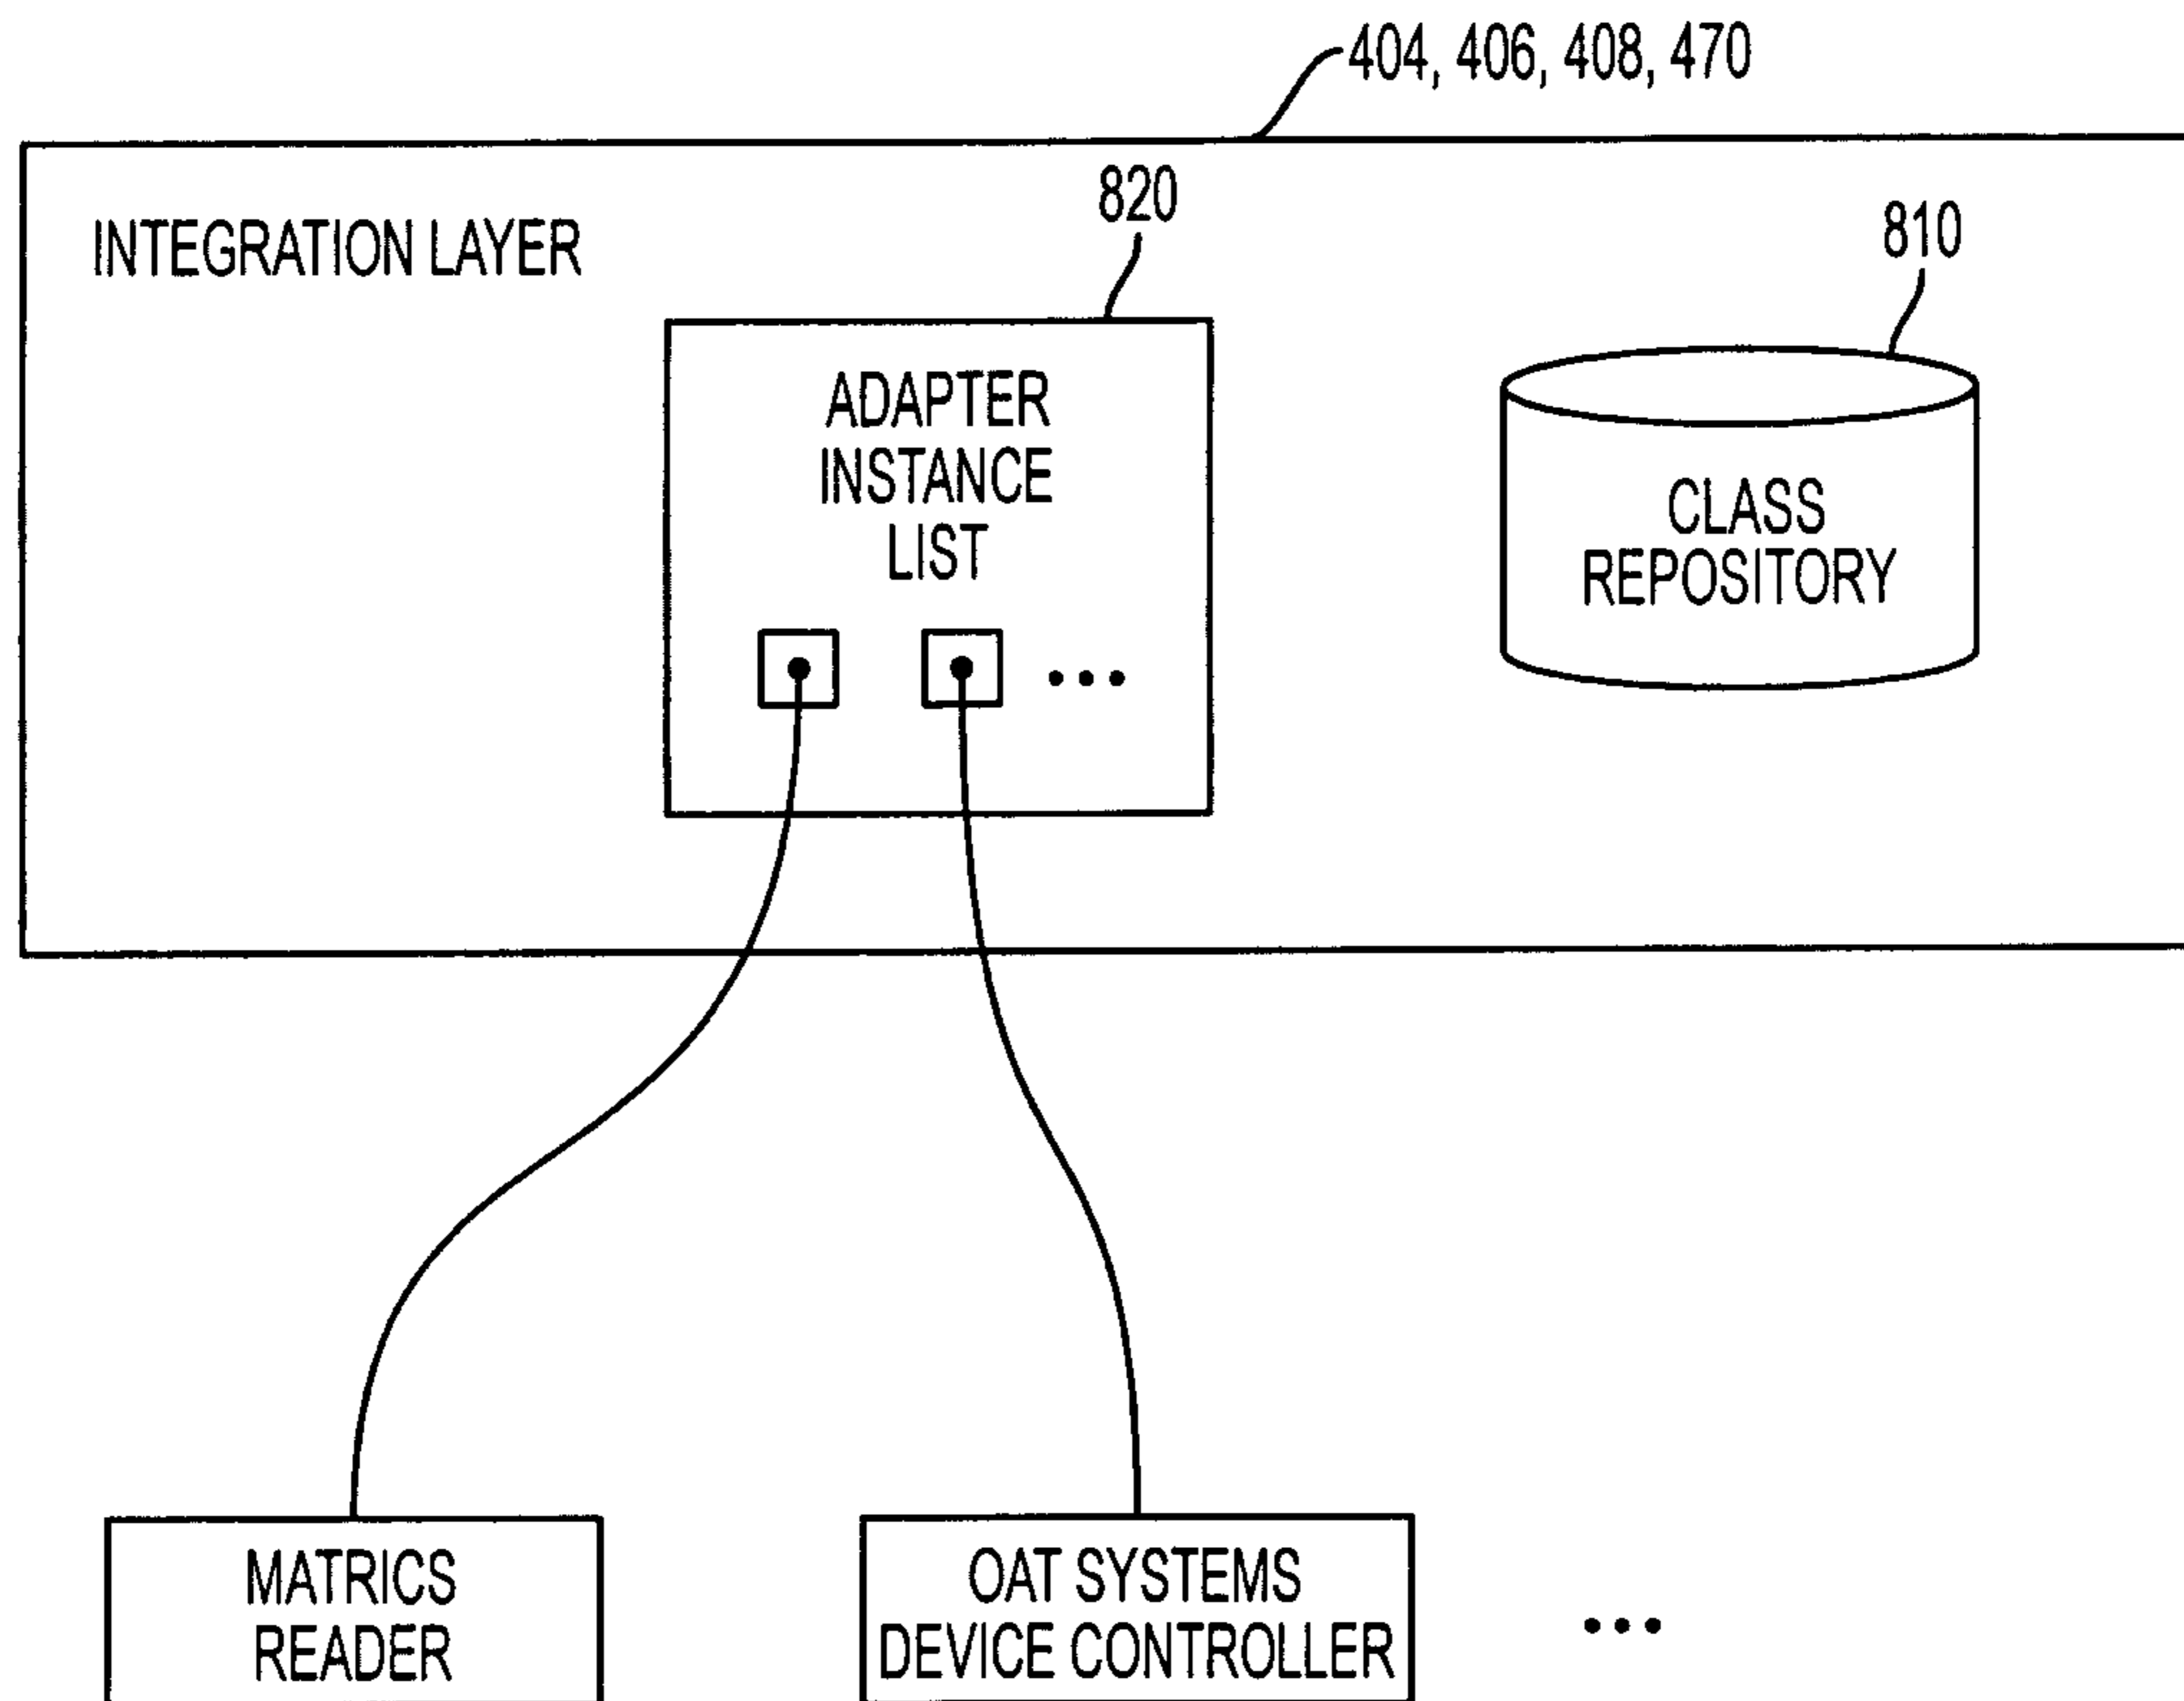 404, 406, 408, 470
820
810
INTEGRATION LAYER
ADAPTER
INSTANCE
LIST
CLASS
REPOSITORY
MATRICS
READER
OAT SYSTEMS
DEVICE CONTROLLER